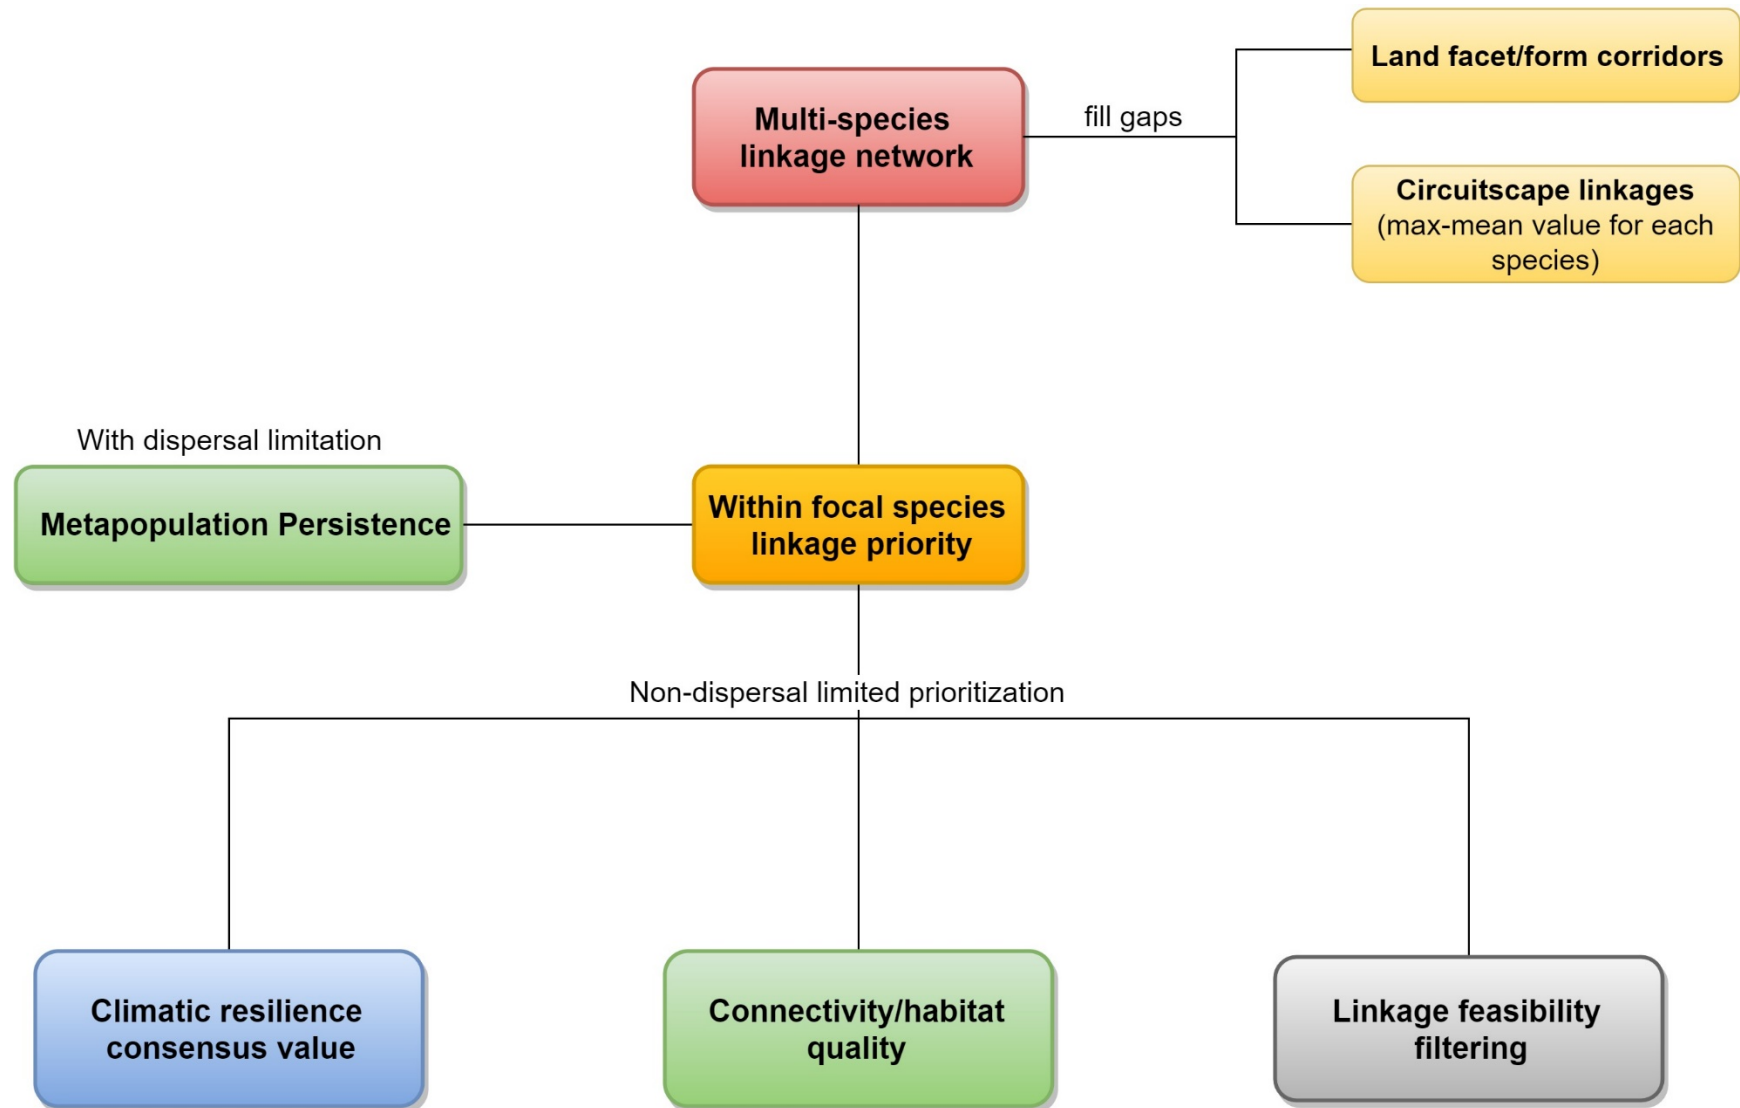 Land facet/form corridors
Multi-species
linkage network
fill gaps
Circuitscape linkages
(max-mean value for each
species)
With dispersal limitation
Metapopulation Persistence
Within focal species
linkage priority
Non-dispersal limited prioritization
Climatic resilience
consensus value
Connectivity/habitat
quality
Linkage feasibility
filtering